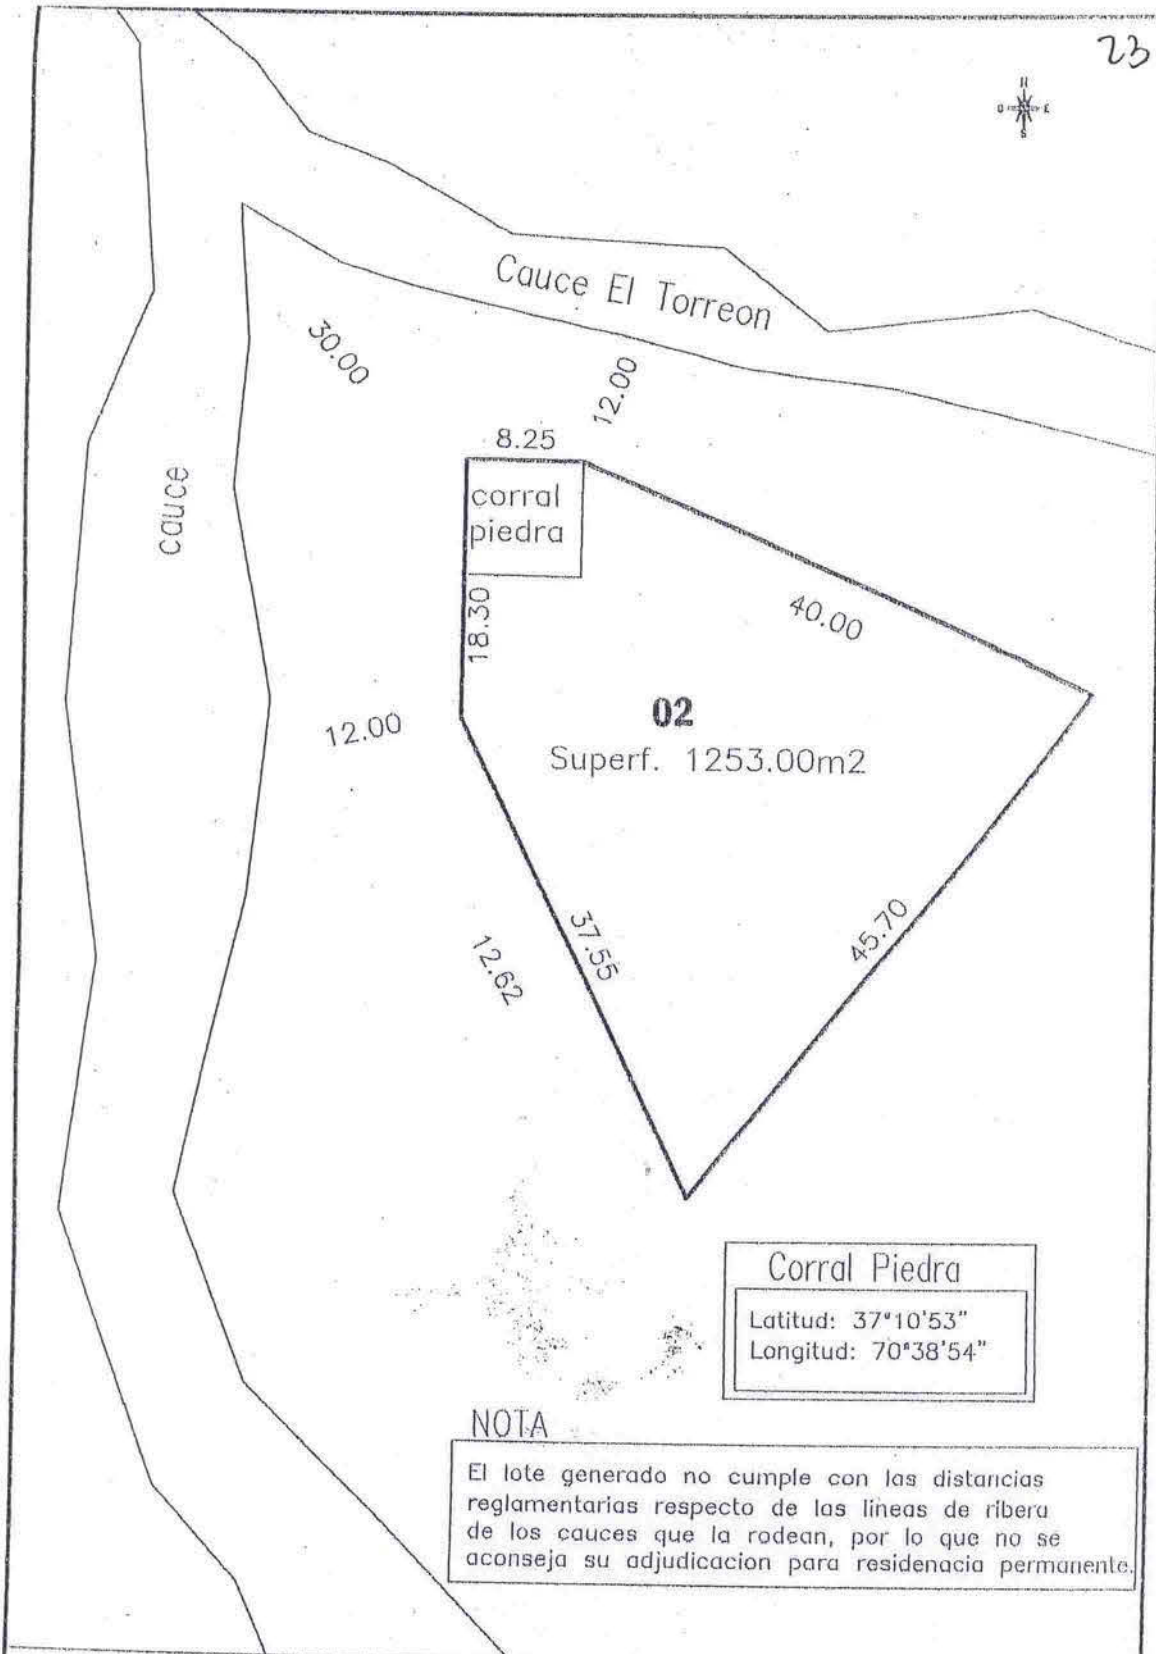 23
N
O E
S
Cauce El Torreon
30.00
12.00
8.25
cauce
corral
piedra
18.30
40.00
12.00
02
Superf. 1253.00m2
37.55
45.70
12.62
Corral Piedra
Latitud: 37°10'53"
Longitud: 70°38'54"
NOTA
El lote generado no cumple con las distancias
reglamentarias respecto de las lineas de ribera
de los cauces que la rodean, por lo que no se
aconseja su adjudicacion para residenacia permanente.